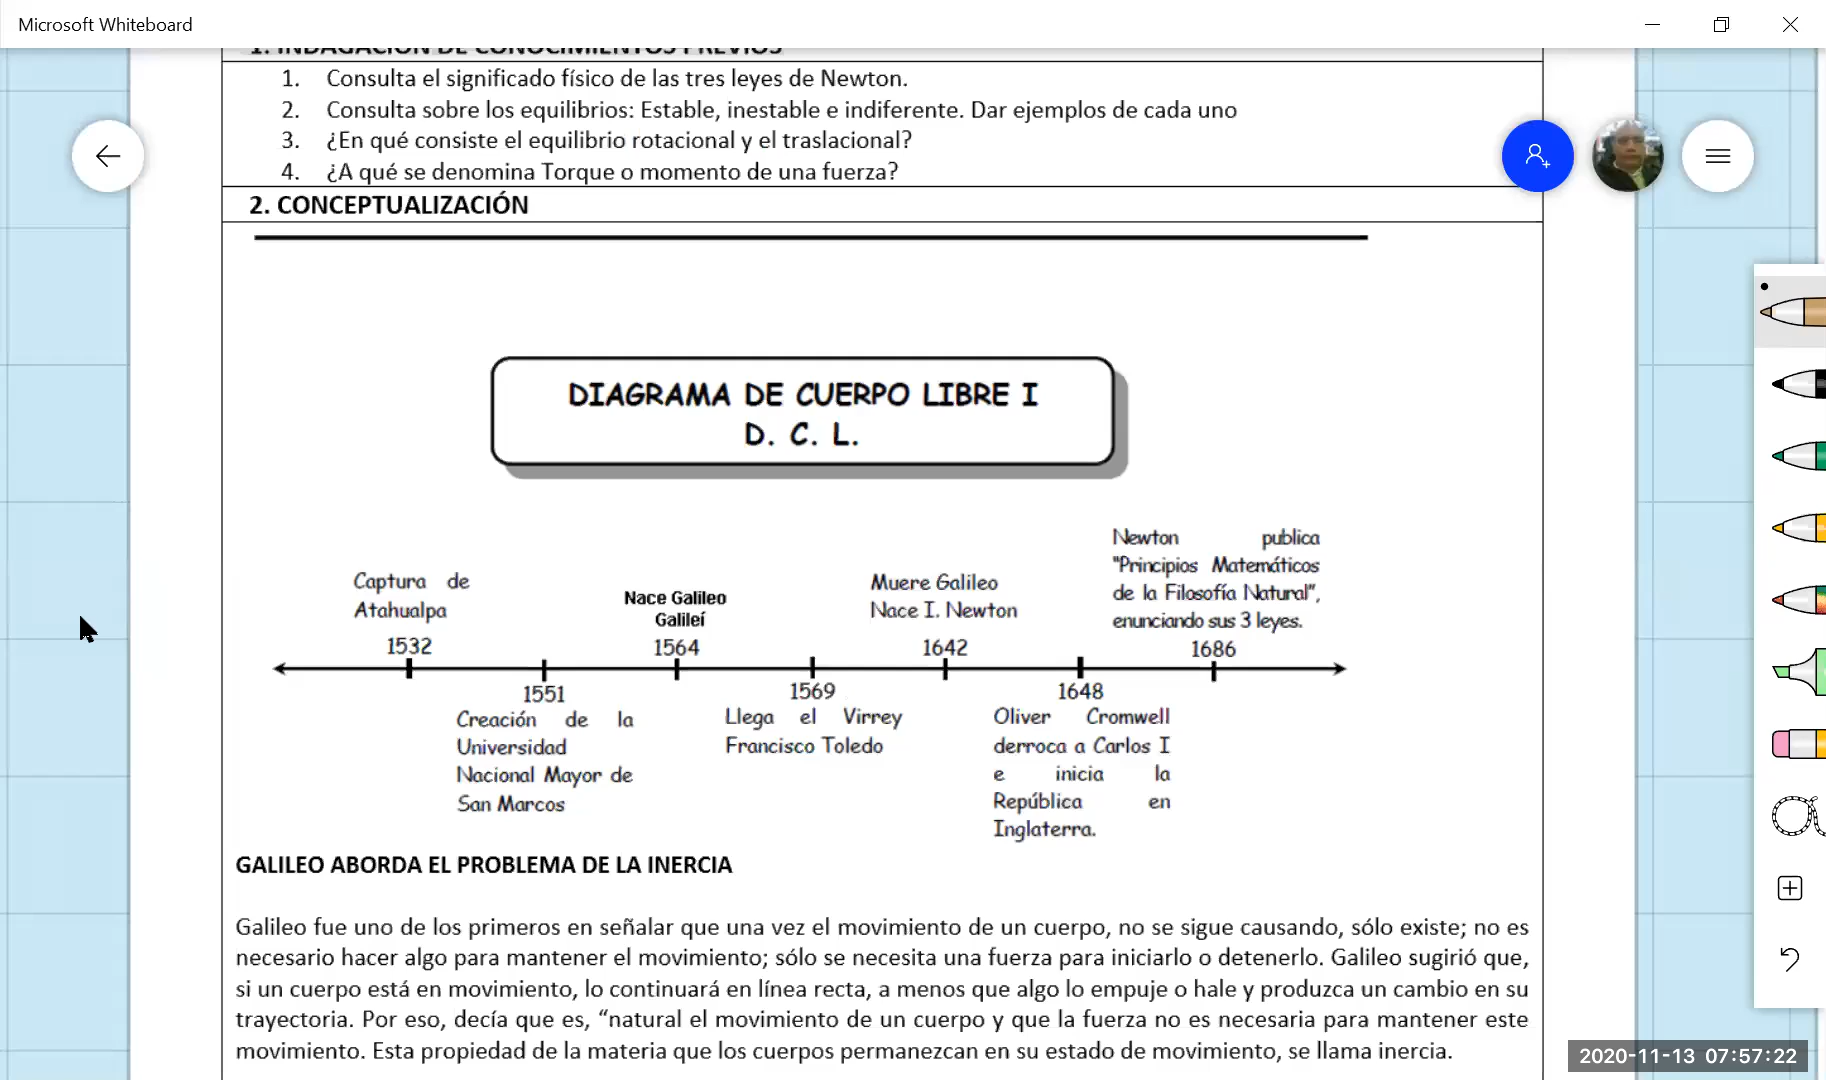 Microsoft Whiteboard
1. INDAGACIÓN DE CONOCIMIENTOS PREVIOS
1. Consulta el significado físico de las tres leyes de Newton.
2. Consulta sobre los equilibrios: Estable, inestable e indiferente. Dar ejemplos de cada uno
3. ¿En qué consiste el equilibrio rotacional y el traslacional?
4. ¿A qué se denomina Torque o momento de una fuerza?
2. CONCEPTUALIZACIÓN
DIAGRAMA DE CUERPO LIBRE I
D. C. L.
Captura de
Atahualpa
1532
1551
Creación de la
Universidad
Nacional Mayor de
San Marcos
Nace Galileo
Galileí
1564
1569
Llega el Virrey
Francisco Toledo
Muere Galileo
Nace I. Newton
1642
1648
Oliver Cromwell
derroca a Carlos I
e inicia la
República en
Inglaterra.
Newton publica
"Principios Matemáticos
de la Filosofía Natural",
enunciando sus 3 leyes.
1686
GALILEO ABORDA EL PROBLEMA DE LA INERCIA
Galileo fue uno de los primeros en señalar que una vez el movimiento de un cuerpo, no se sigue causando, sólo existe; no es
necesario hacer algo para mantener el movimiento; sólo se necesita una fuerza para iniciarlo o detenerlo. Galileo sugirió que,
si un cuerpo está en movimiento, lo continuará en línea recta, a menos que algo lo empuje o hale y produzca un cambio en su
trayectoria. Por eso, decía que es, “natural el movimiento de un cuerpo y que la fuerza no es necesaria para mantener este
movimiento. Esta propiedad de la materia que los cuerpos permanezcan en su estado de movimiento, se llama inercia.
2020-11-13 07:57:22